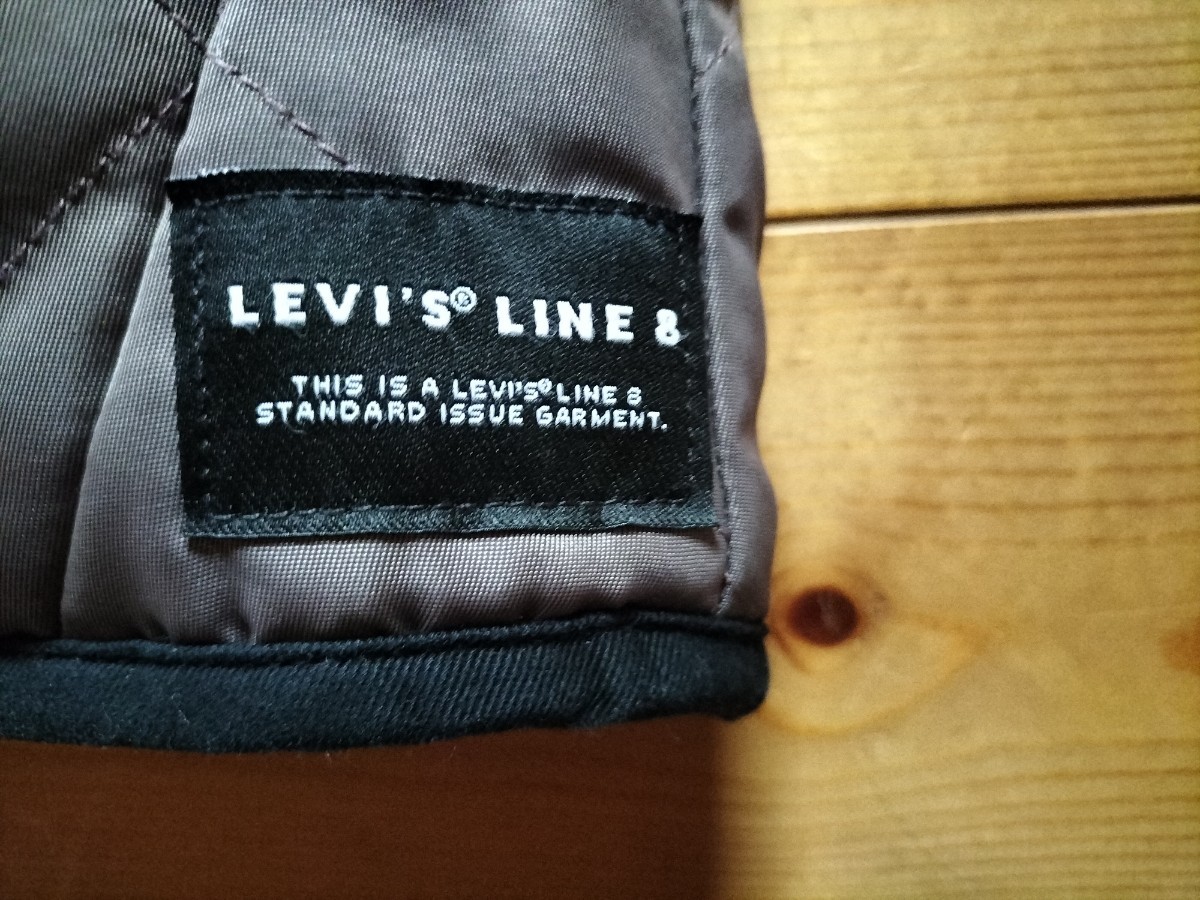 LEVI'S® LINE 8
THIS IS A LEVI'S® LINE 8
STANDARD ISSUE GARMENT.